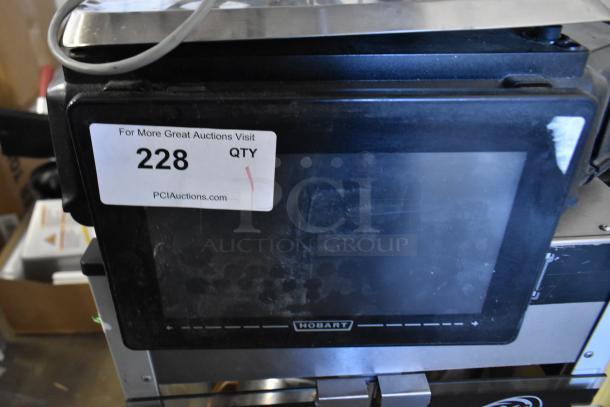 For More Great Auctions Visit
228 QTY
1
PCIAuctions.com
PCI
AUCTION GROUP
HOBART